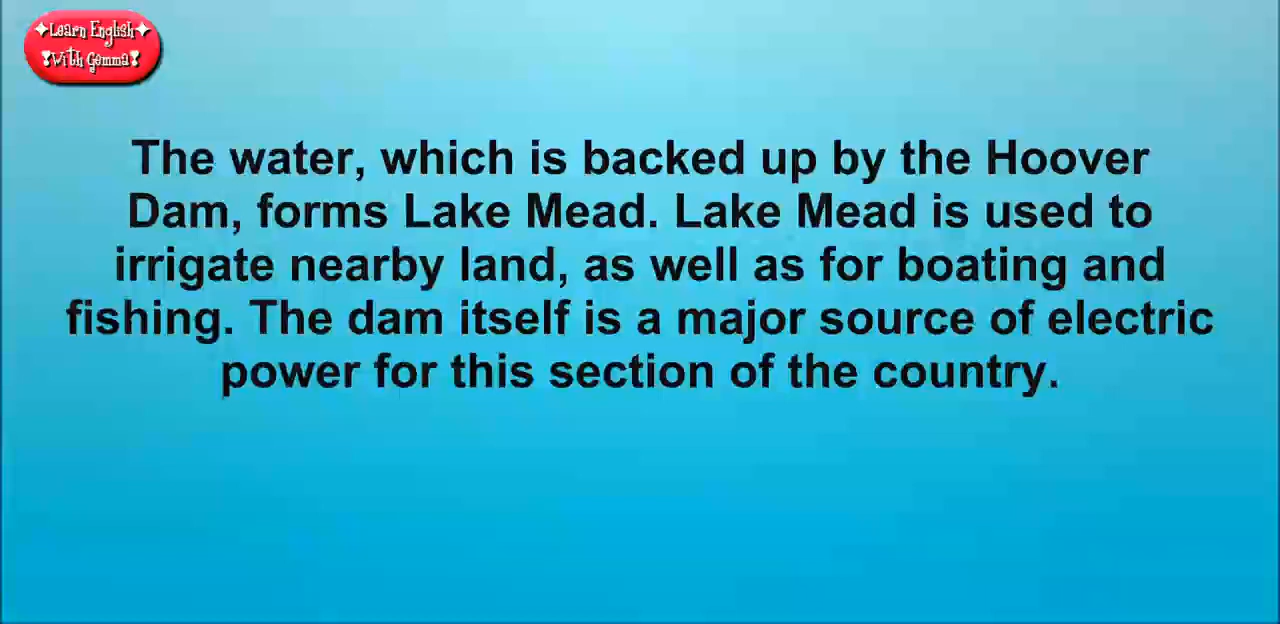 ✦Learn English✦
❣With Gemma❣
The water, which is backed up by the Hoover
Dam, forms Lake Mead. Lake Mead is used to
irrigate nearby land, as well as for boating and
fishing. The dam itself is a major source of electric
power for this section of the country.